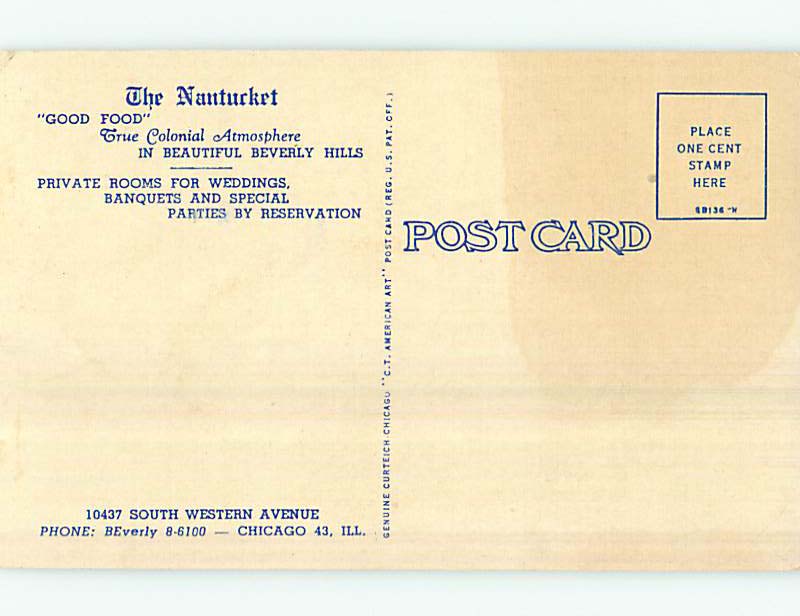 The Nantucket
"GOOD FOOD"
True Colonial Atmosphere
IN BEAUTIFUL BEVERLY HILLS
PRIVATE ROOMS FOR WEDDINGS,
BANQUETS AND SPECIAL
PARTIES BY RESERVATION
10437 SOUTH WESTERN AVENUE
PHONE: BEverly 8-6100 — CHICAGO 43, ILL.
GENUINE CURTEICH-CHICAGO "C.T. AMERICAN ART" POST CARD (REG. U.S. PAT. OFF.)
POST CARD
PLACE
ONE CENT
STAMP
HERE